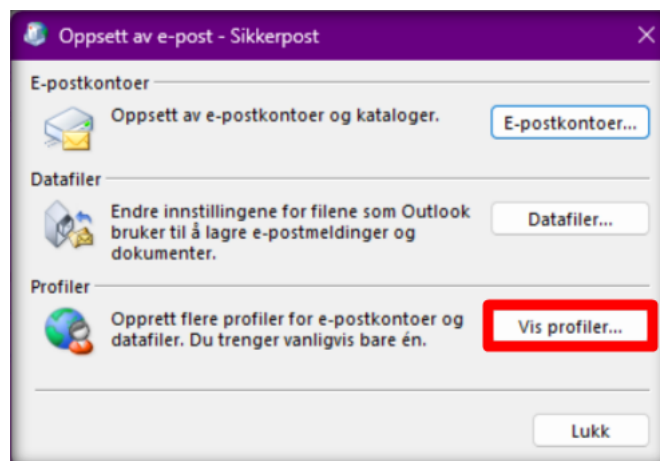 Oppsett av e-post - Sikkerpost
E-postkontoer
Oppsett av e-postkontoer og kataloger.
E-postkontoer...
Datafiler
Endre innstillingene for filene som Outlook
bruker til å lagre e-postmeldinger og
dokumenter.
Datafiler...
Profiler
Opprett flere profiler for e-postkontoer og
datafiler. Du trenger vanligvis bare én.
Vis profiler...
Lukk